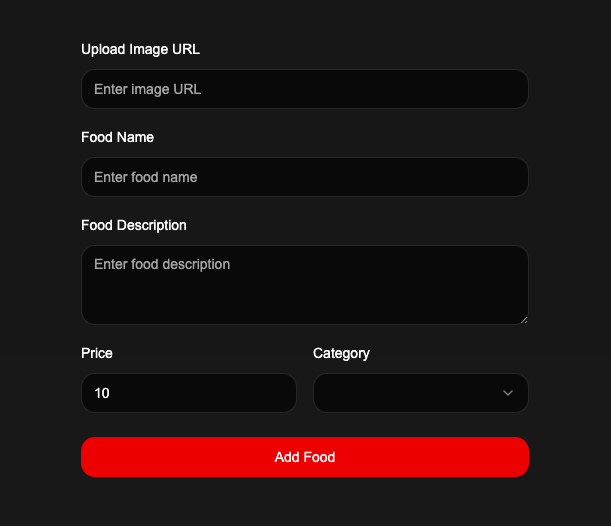 Upload Image URL
Enter image URL
Food Name
Enter food name
Food Description
Enter food description
Price Category
10
Add Food